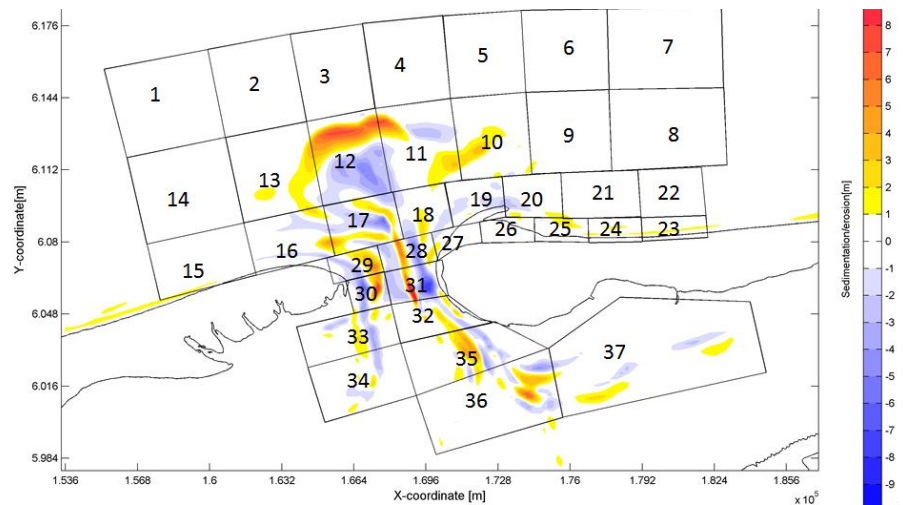 6.176
6.144
6.112
6.08
6.048
6.016
5.984
Y-coordinate[m]
1 2 3 4 5 6 7
14 13 12 11 10 9 8
15 16 17 18 19 20 21 22
29 28 27 26 25 24 23
30 31
33 32
34 35 37
36
1.536 1.568 1.6 1.632 1.664 1.696 1.728 1.76 1.792 1.824 1.856
X-coordinate [m]
x 10⁵
8
7
6
5
4
3
2
1
0
-1
-2
-3
-4
-5
-6
-7
-8
-9
Sedimentation/erosion[m]